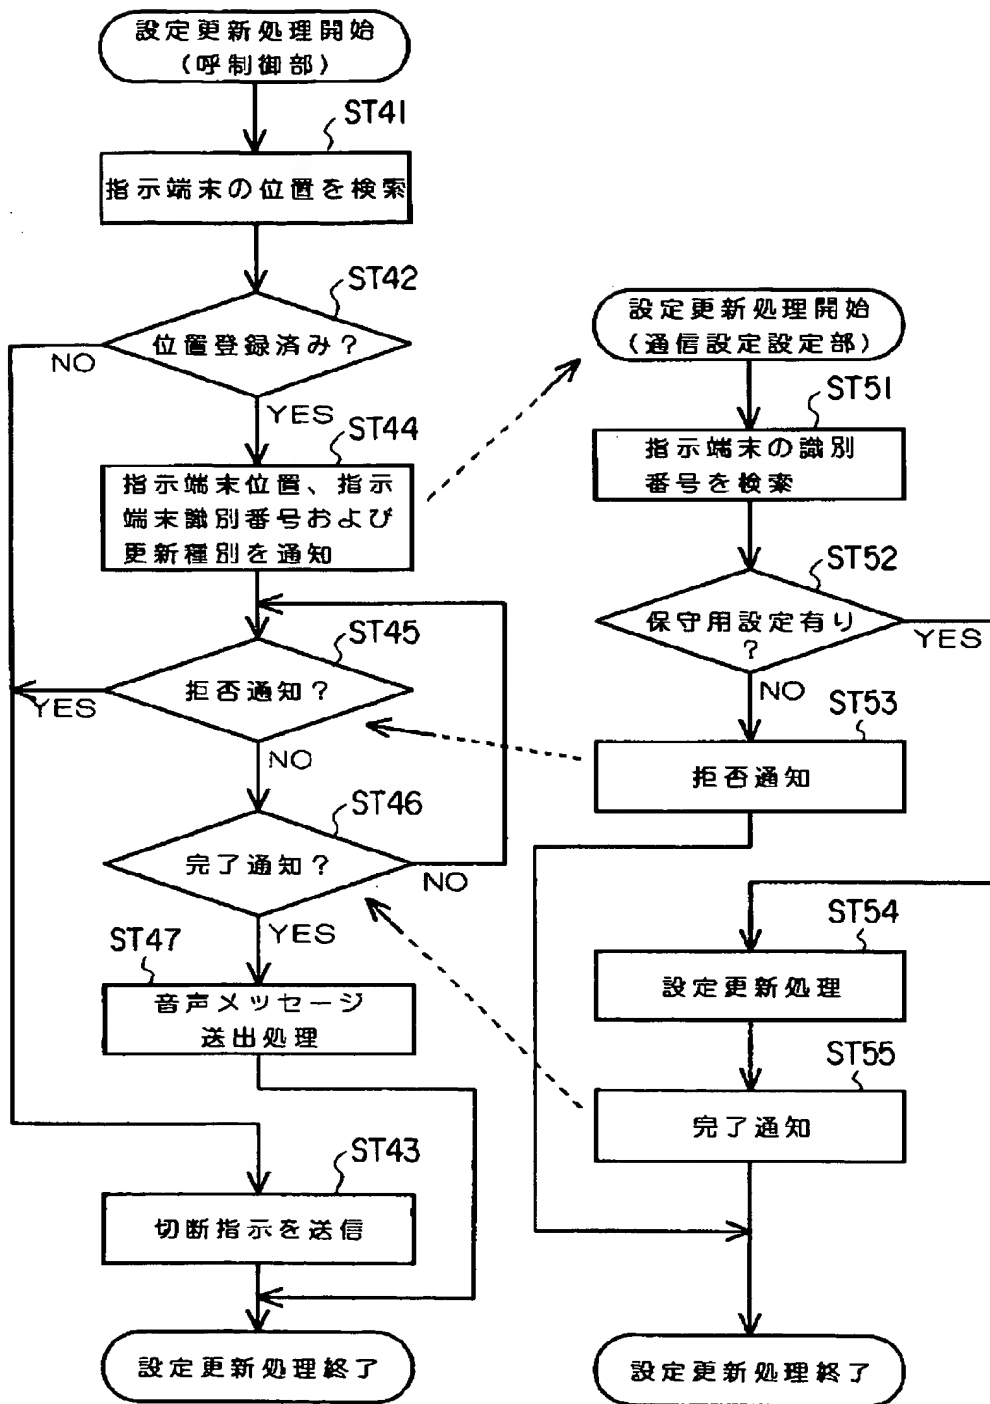 設定更新処理開始
(呼制御部)
ST41
指示端末の位置を検索
ST42
位置登録済み?
NO
YES
ST44
指示端末位置、指示
端末識別番号および
更新種別を通知
ST45
拒否通知?
YES
NO
ST46
完了通知?
NO
YES
ST47
音声メッセージ
送出処理
ST43
切断指示を送信
設定更新処理終了
設定更新処理開始
(通信設定設定部)
ST51
指示端末の識別
番号を検索
ST52
保守用設定有り
?
YES
NO
ST53
拒否通知
ST54
設定更新処理
ST55
完了通知
設定更新処理終了